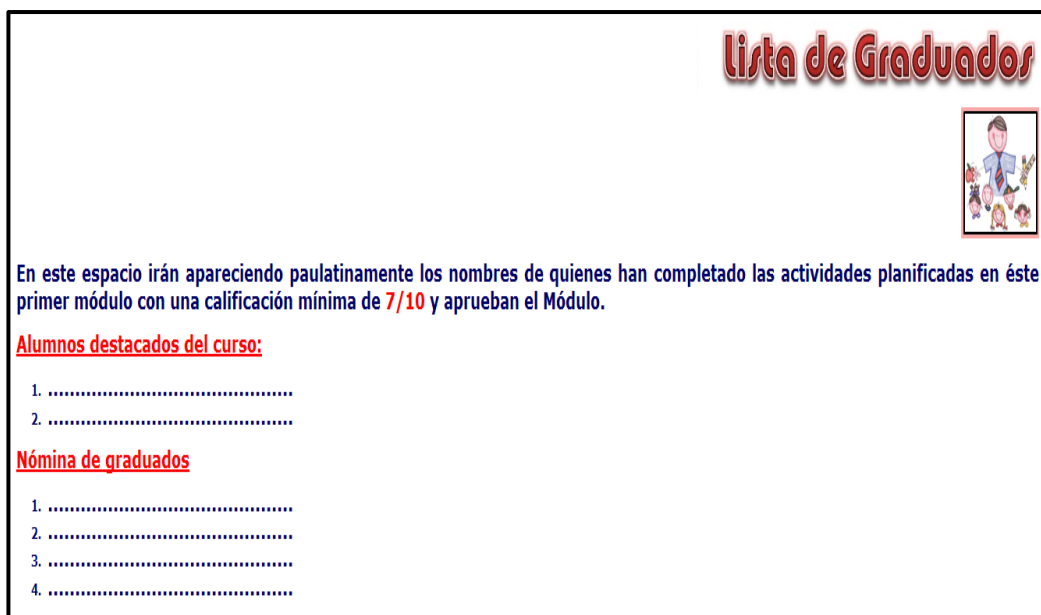 Lista de Graduados
En este espacio irán apareciendo paulatinamente los nombres de quienes han completado las actividades planificadas en éste
primer módulo con una calificación mínima de 7/10 y aprueban el Módulo.
Alumnos destacados del curso:
1. .............................................
2. .............................................
Nómina de graduados
1. .............................................
2. .............................................
3. .............................................
4. .............................................